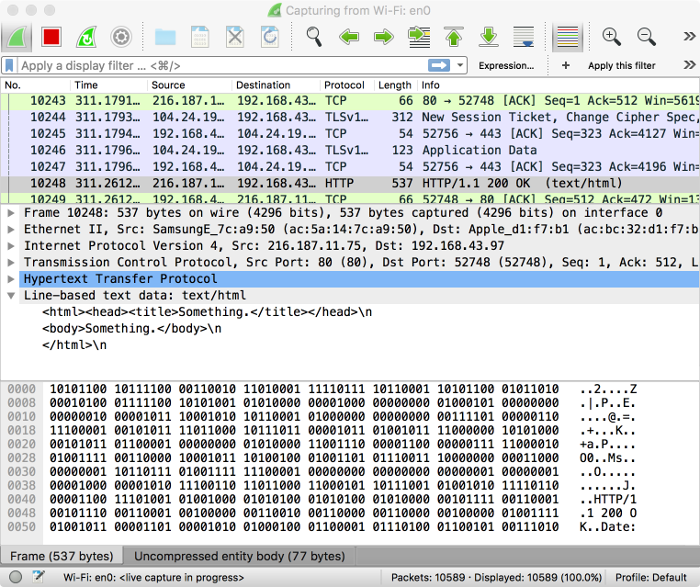 Capturing from Wi-Fi: en0
Apply a display filter ... <⌘/>
Expression...
+
Apply this filter
No. Time Source Destination Protocol Length Info
10243 311.1791… 216.187.1… 192.168.43… TCP 66 80 → 52748 [ACK] Seq=1 Ack=512 Win=561
10244 311.1793… 104.24.19… 192.168.43… TLSv1… 312 New Session Ticket, Change Cipher Spec,
10245 311.1794… 192.168.4… 104.24.19.… TCP 54 52756 → 443 [ACK] Seq=323 Ack=4127 Win
10246 311.1796… 192.168.4… 104.24.19.… TLSv1… 123 Application Data
10247 311.1796… 192.168.4… 104.24.19.… TCP 54 52756 → 443 [ACK] Seq=323 Ack=4196 Win
10248 311.2612… 216.187.1… 192.168.43… HTTP 537 HTTP/1.1 200 OK (text/html)
10249 311.2612… 192.168.4… 216.187.11… TCP 66 52748 → 80 [ACK] Seq=512 Ack=472 Win=13
Frame 10248: 537 bytes on wire (4296 bits), 537 bytes captured (4296 bits) on interface 0
Ethernet II, Src: SamsungE_7c:a9:50 (ac:5a:14:7c:a9:50), Dst: Apple_d1:f7:b1 (ac:bc:32:d1:f7:b
Internet Protocol Version 4, Src: 216.187.11.75, Dst: 192.168.43.97
Transmission Control Protocol, Src Port: 80 (80), Dst Port: 52748 (52748), Seq: 1, Ack: 512, L
Hypertext Transfer Protocol
Line-based text data: text/html
<html><head><title>Something.</title></head>\n
<body>Something.</body>\n
</html>\n
0000 10101100 10111100 00110010 11010001 11110111 10110001 10101100 01011010 ..2....Z
0008 00010100 01111100 10101001 01010000 00001000 00000000 01000101 00000000 .|.P..E.
0010 00000010 00001011 10001010 10110001 01000000 00000000 00111101 00000110 ....@.=.
0018 11100001 00101011 11011000 10111011 00001011 01001011 11000000 10101000 .+...K..
0020 00101011 01100001 00000000 01010000 11001110 00001100 00001111 11000010 +a.P....
0028 01001111 00110000 10001011 10100100 01001101 01110011 10000000 00011000 O0..Ms..
0030 00000001 10110111 01001111 11100001 00000000 00000000 00000001 00000001 ..O.....
0038 00001000 00001010 11100110 11011000 11000101 10111011 01001010 11110110 ......J.
0040 00001100 11101001 01001000 01010100 01010100 01010000 00101111 00110001 ..HTTP/1
0048 00101110 00110001 00100000 00110010 00110000 00110000 00100000 01001111 .1 200 O
0050 01001011 00001101 00001010 01000100 01100001 01110100 01100101 00111010 K..Date:
Frame (537 bytes) Uncompressed entity body (77 bytes)
Wi-Fi: en0: <live capture in progress> Packets: 10589 · Displayed: 10589 (100.0%) Profile: Default